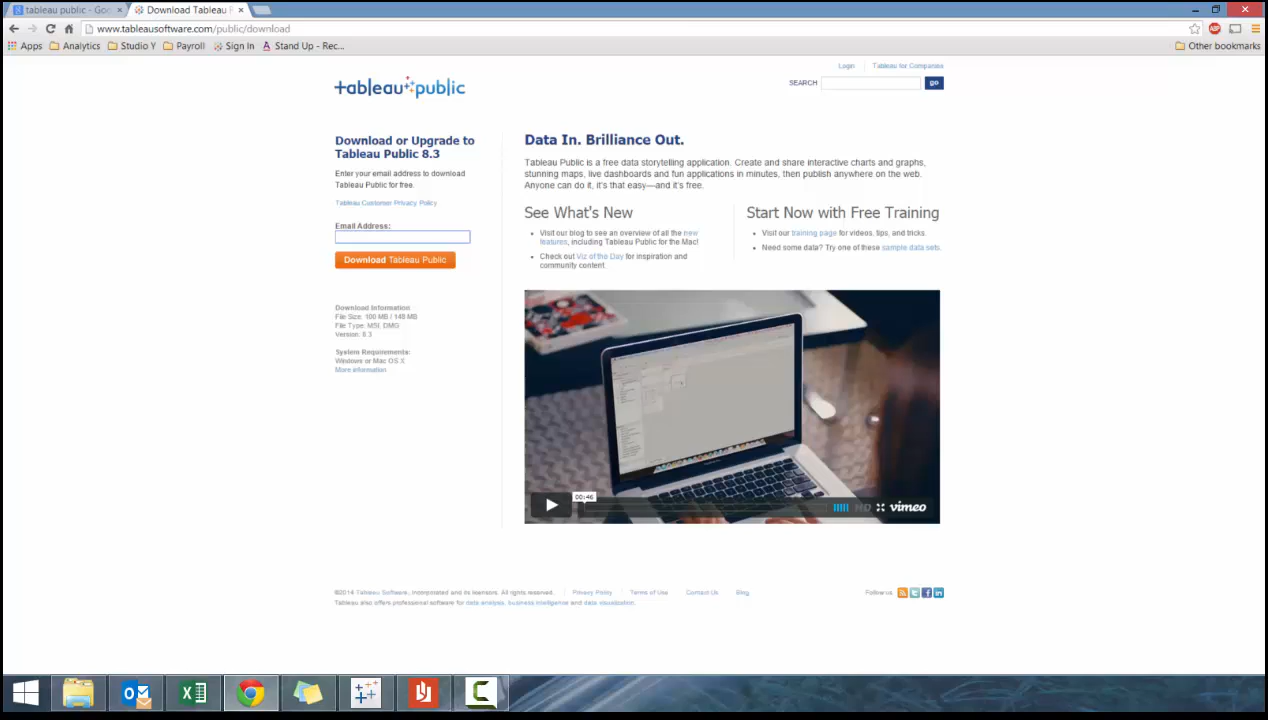 tableau public - Goo
Download Tableau P
www.tableausoftware.com/public/download
Apps Analytics Studio Y Payroll Sign In Stand Up - Rec... Other bookmarks
Login Tableau for Companies
tableau public
SEARCH go
Download or Upgrade to
Tableau Public 8.3
Enter your email address to download
Tableau Public for free.
Tableau Customer Privacy Policy
Email Address:
Download Tableau Public
Download Information
File Size: 100 MB / 148 MB
File Type: MSI, DMG
Version: 8.3
System Requirements:
Windows or Mac OS X
More information
Data In. Brilliance Out.
Tableau Public is a free data storytelling application. Create and share interactive charts and graphs,
stunning maps, live dashboards and fun applications in minutes, then publish anywhere on the web.
Anyone can do it, it's that easy—and it's free.
See What's New
Visit our blog to see an overview of all the new
features, including Tableau Public for the Mac!
Check out Viz of the Day for inspiration and
community content.
Start Now with Free Training
Visit our training page for videos, tips, and tricks.
Need some data? Try one of these sample data sets.
00:46
HD vimeo
©2014 Tableau Software, Incorporated and its licensors. All rights reserved. Privacy Policy Terms of Use Contact Us Blog Follow us
Tableau also offers professional software for data analysis, business intelligence and data visualization.